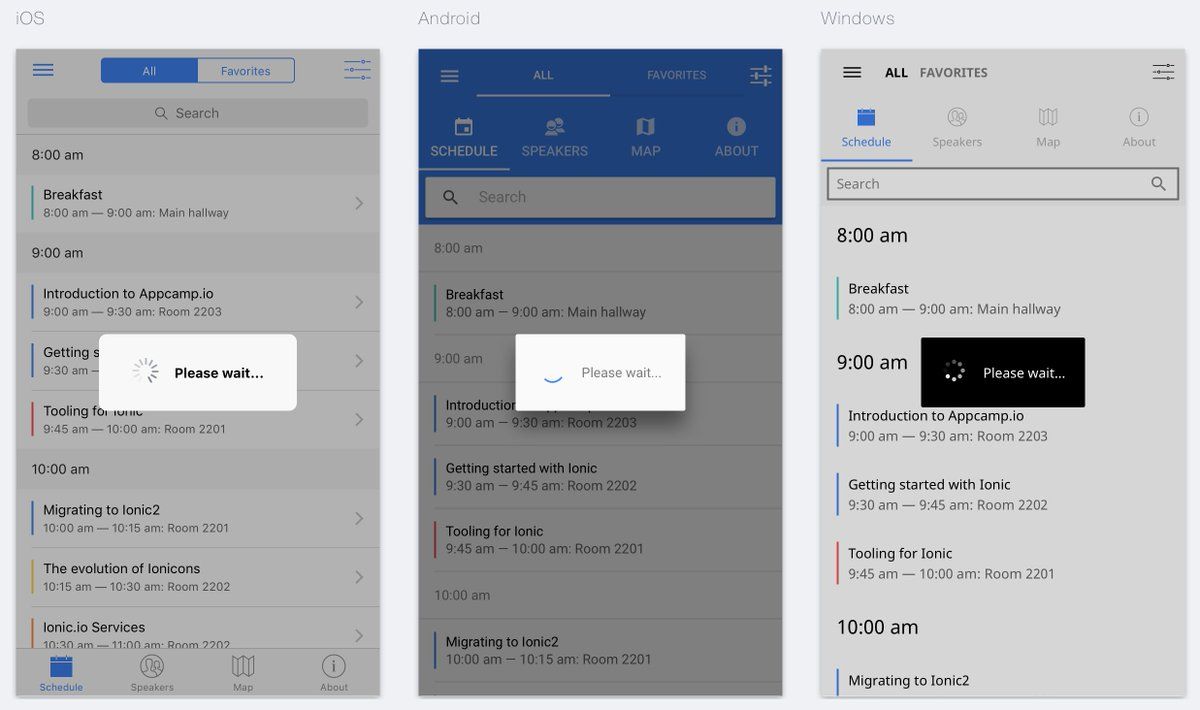 iOS
All Favorites
Search
8:00 am
Breakfast
8:00 am — 9:00 am: Main hallway
9:00 am
Introduction to Appcamp.io
9:00 am — 9:30 am: Room 2203
Getting s
9:30 am —
Please wait...
Tooling for Ionic
9:45 am — 10:00 am: Room 2201
10:00 am
Migrating to Ionic2
10:00 am — 10:15 am: Room 2201
The evolution of Ionicons
10:15 am — 10:30 am: Room 2202
Ionic.io Services
10:30 am — 11:00 am: Room 2202
Schedule Speakers Map About
Android
ALL FAVORITES
SCHEDULE SPEAKERS MAP ABOUT
Search
8:00 am
Breakfast
8:00 am — 9:00 am: Main hallway
9:00 am
Please wait...
Introduction
9:00 am — 9:30 am: Room 2203
Getting started with Ionic
9:30 am — 9:45 am: Room 2202
Tooling for Ionic
9:45 am — 10:00 am: Room 2201
10:00 am
Migrating to Ionic2
10:00 am — 10:15 am: Room 2201
Windows
ALL FAVORITES
Schedule Speakers Map About
Search
8:00 am
Breakfast
8:00 am — 9:00 am: Main hallway
9:00 am
Please wait...
Introduction to Appcamp.io
9:00 am — 9:30 am: Room 2203
Getting started with Ionic
9:30 am — 9:45 am: Room 2202
Tooling for Ionic
9:45 am — 10:00 am: Room 2201
10:00 am
Migrating to Ionic2